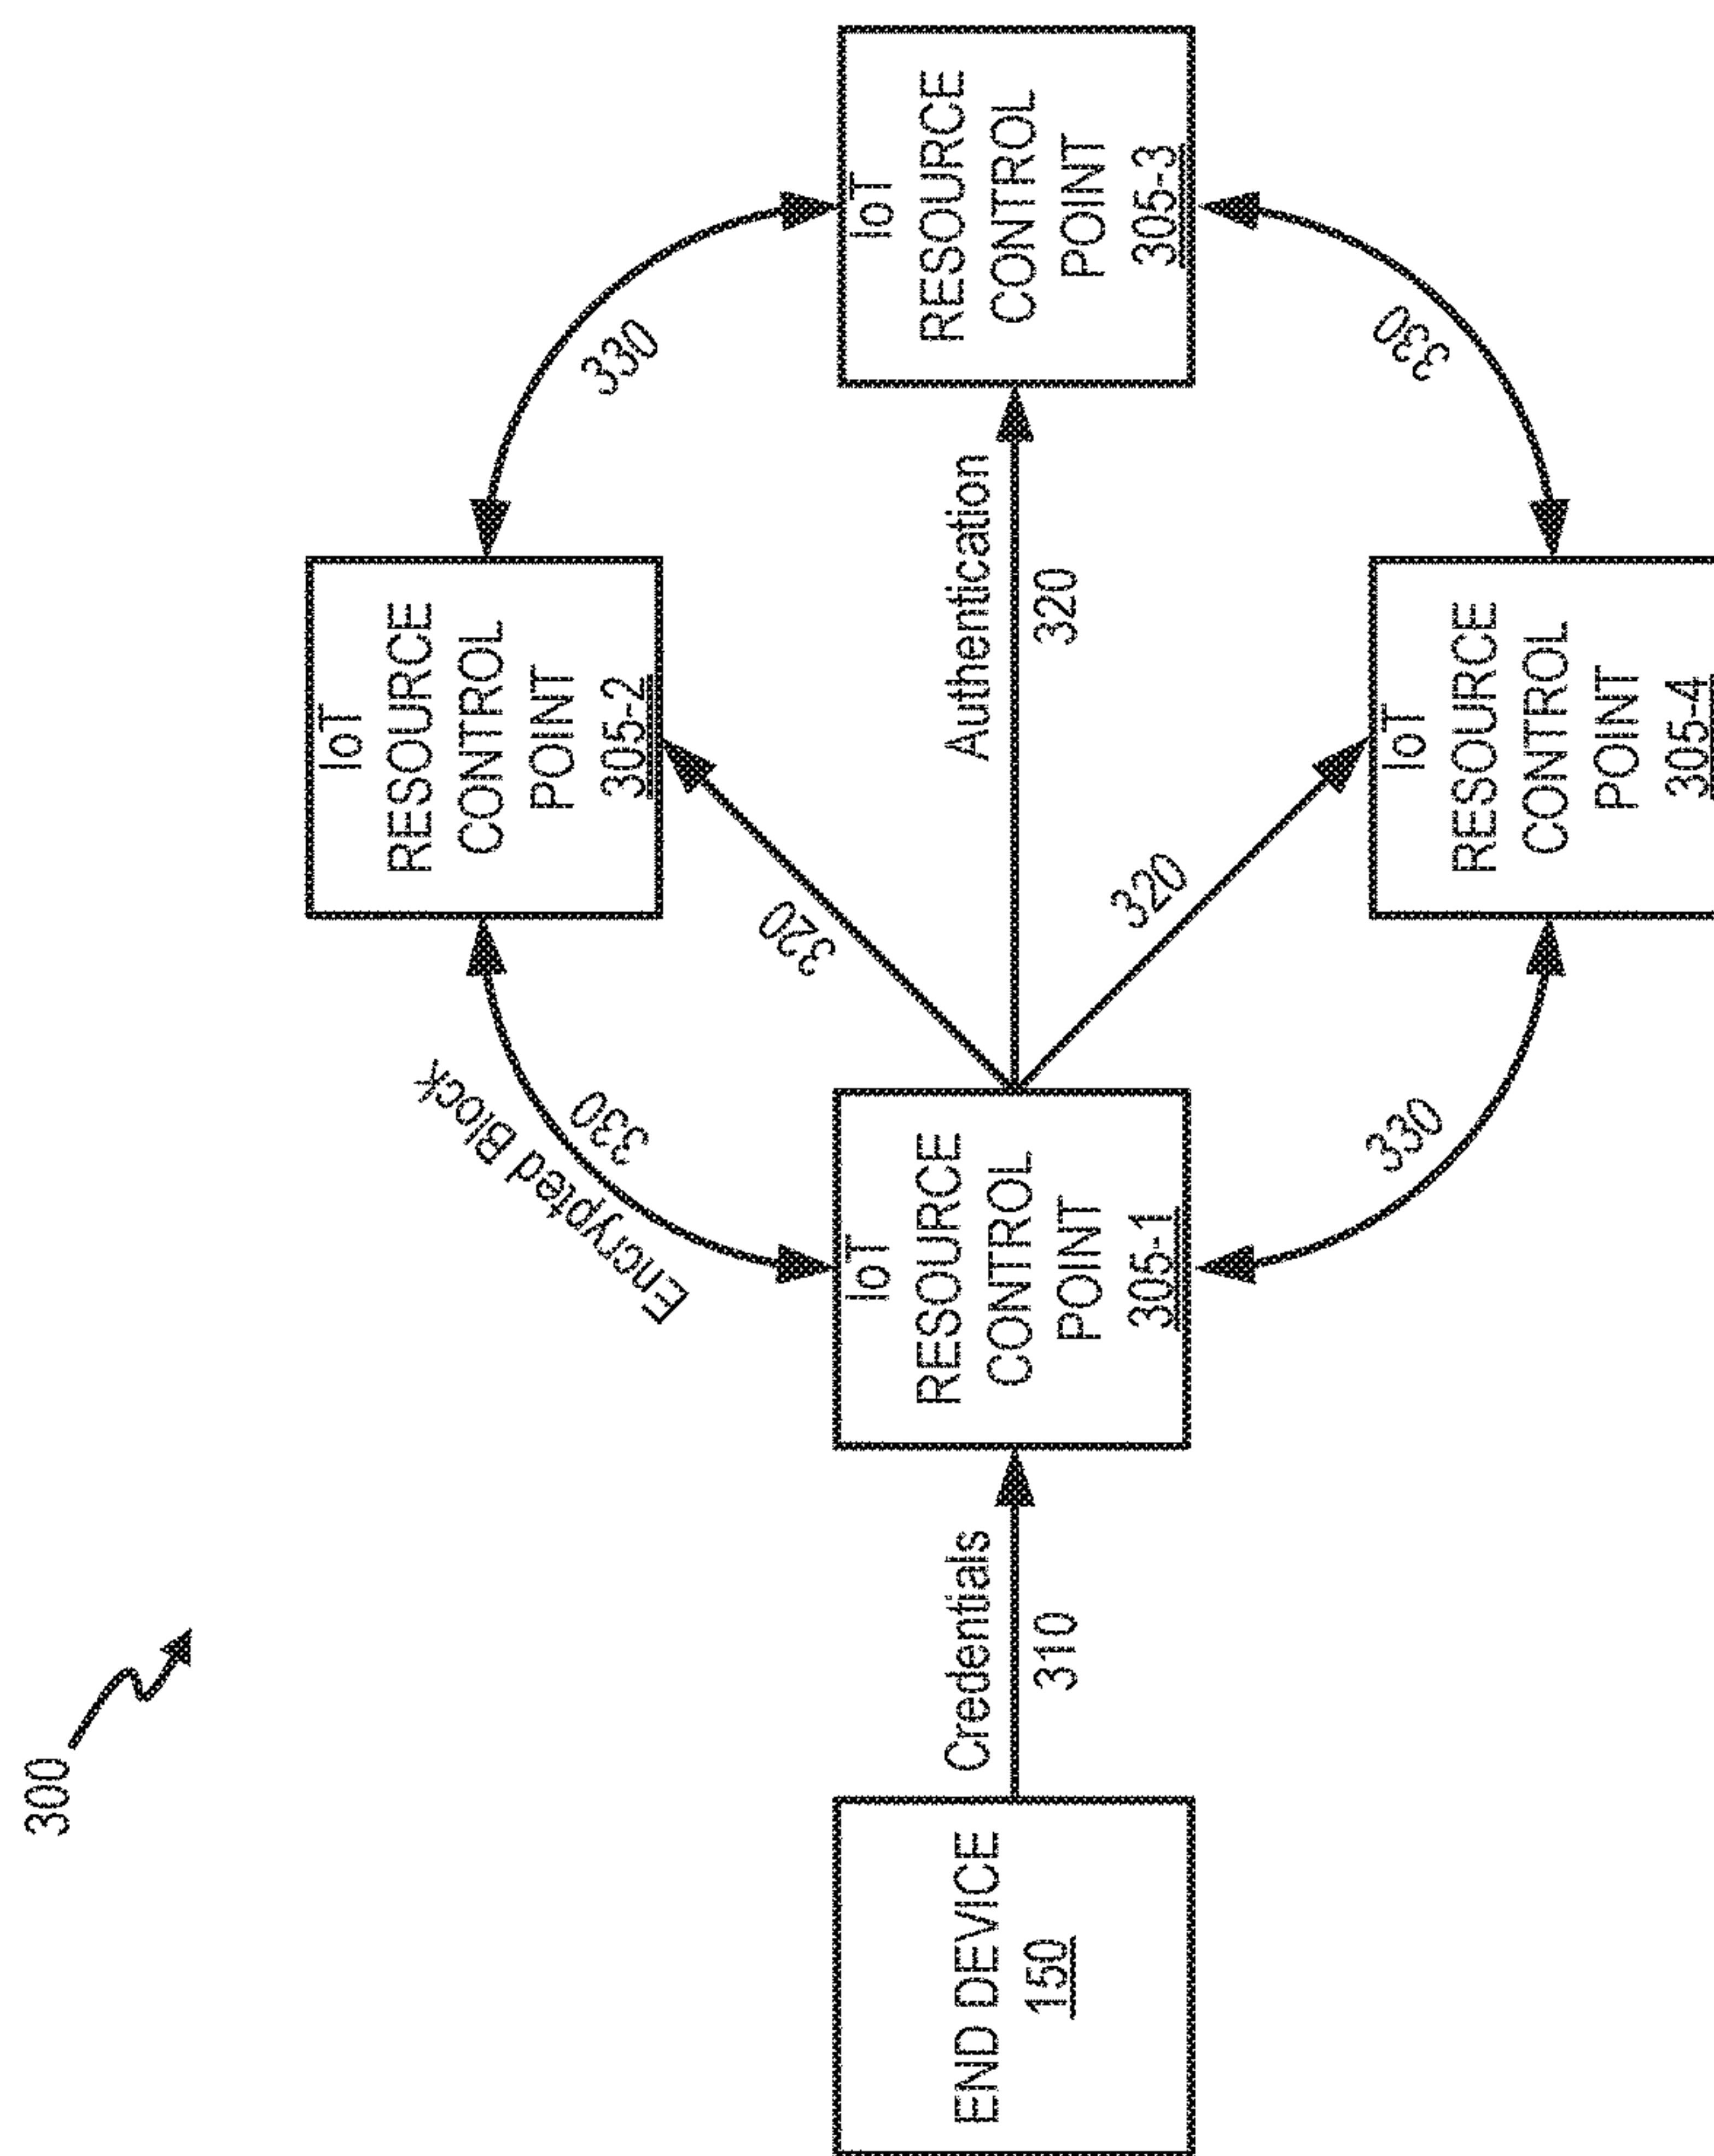 300
END DEVICE
150
Credentials
310
IoT
RESOURCE
CONTROL
POINT
305-1
Encrypted Block
330
320
Authentication
320
320
330
IoT
RESOURCE
CONTROL
POINT
305-2
IoT
RESOURCE
CONTROL
POINT
305-4
330
330
IoT
RESOURCE
CONTROL
POINT
305-3